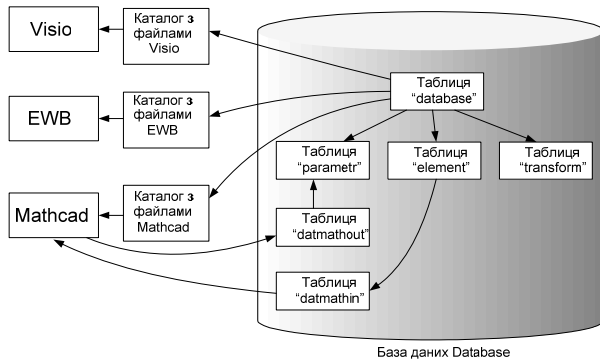 Visio
Каталог з
файлами
Visio
Таблиця
“database”
EWB
Каталог з
файлами
EWB
Таблиця
“parametr”
Таблиця
“element”
Таблиця
“transform”
Mathcad
Каталог з
файлами
Mathcad
Таблиця
“datmathout”
Таблиця
“datmathin”
База даних Database